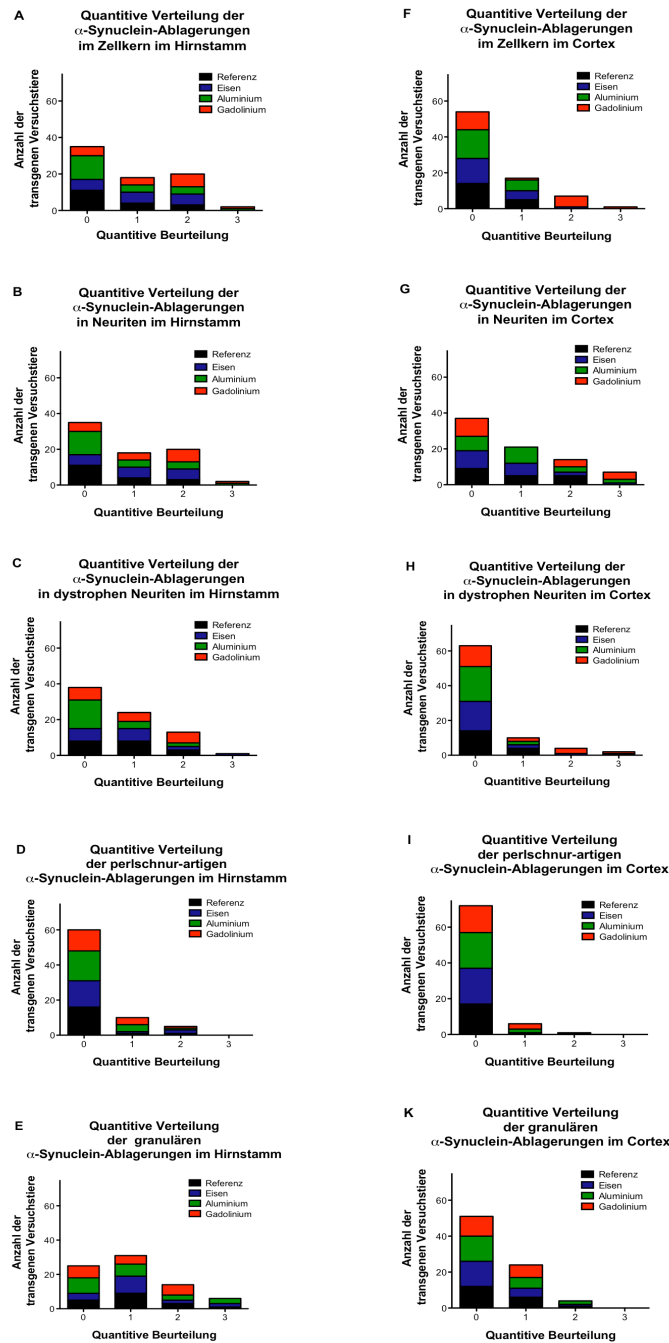 A
Quantitive Verteilung der
α-Synuclein-Ablagerungen
im Zellkern im Hirnstamm
Anzahl der
transgenen Versuchstiere
60
40
20
0
Referenz
Eisen
Aluminium
Gadolinium
0 1 2 3
Quantitive Beurteilung
B
Quantitive Verteilung der
α-Synuclein-Ablagerungen
in Neuriten im Hirnstamm
Anzahl der
transgenen Versuchstiere
60
40
20
0
Referenz
Eisen
Aluminium
Gadolinium
0 1 2 3
Quantitive Beurteilung
C
Quantitive Verteilung der
α-Synuclein-Ablagerungen
in dystrophen Neuriten im Hirnstamm
Anzahl der
transgenen Versuchstiere
60
40
20
0
Referenz
Eisen
Aluminium
Gadolinium
0 1 2 3
Quantitive Beurteilung
D
Quantitive Verteilung
der perlschnur-artigen
α-Synuclein-Ablagerungen im Hirnstamm
Anzahl der
transgenen Versuchstiere
60
40
20
0
Referenz
Eisen
Aluminium
Gadolinium
0 1 2 3
Quantitive Beurteilung
E
Quantitive Verteilung
der granulären
α-Synuclein-Ablagerungen im Hirnstamm
Anzahl der
transgenen Versuchstiere
60
40
20
0
Referenz
Eisen
Aluminium
Gadolinium
0 1 2 3
Quantitive Beurteilung
F
Quantitive Verteilung der
α-Synuclein-Ablagerungen
im Zellkern im Cortex
Anzahl der
transgenen Versuchstiere
60
40
20
0
Referenz
Eisen
Aluminium
Gadolinium
0 1 2 3
Quantitive Beurteilung
G
Quantitive Verteilung der
α-Synuclein-Ablagerungen
in Neuriten im Cortex
Anzahl der
transgenen Versuchstiere
60
40
20
0
Referenz
Eisen
Aluminium
Gadolinium
0 1 2 3
Quantitive Beurteilung
H
Quantitive Verteilung der
α-Synuclein-Ablagerungen
in dystrophen Neuriten im Cortex
Anzahl der
transgenen Versuchstiere
60
40
20
0
Referenz
Eisen
Aluminium
Gadolinium
0 1 2 3
Quantitive Beurteilung
I
Quantitive Verteilung
der perlschnur-artigen
α-Synuclein-Ablagerungen im Cortex
Anzahl der
transgenen Versuchstiere
60
40
20
0
Referenz
Eisen
Aluminium
Gadolinium
0 1 2 3
Quantitive Beurteilung
K
Quantitive Verteilung
der granulären
α-Synuclein-Ablagerungen im Cortex
Anzahl der
transgenen Versuchstiere
60
40
20
0
Referenz
Eisen
Aluminium
Gadolinium
0 1 2 3
Quantitive Beurteilung